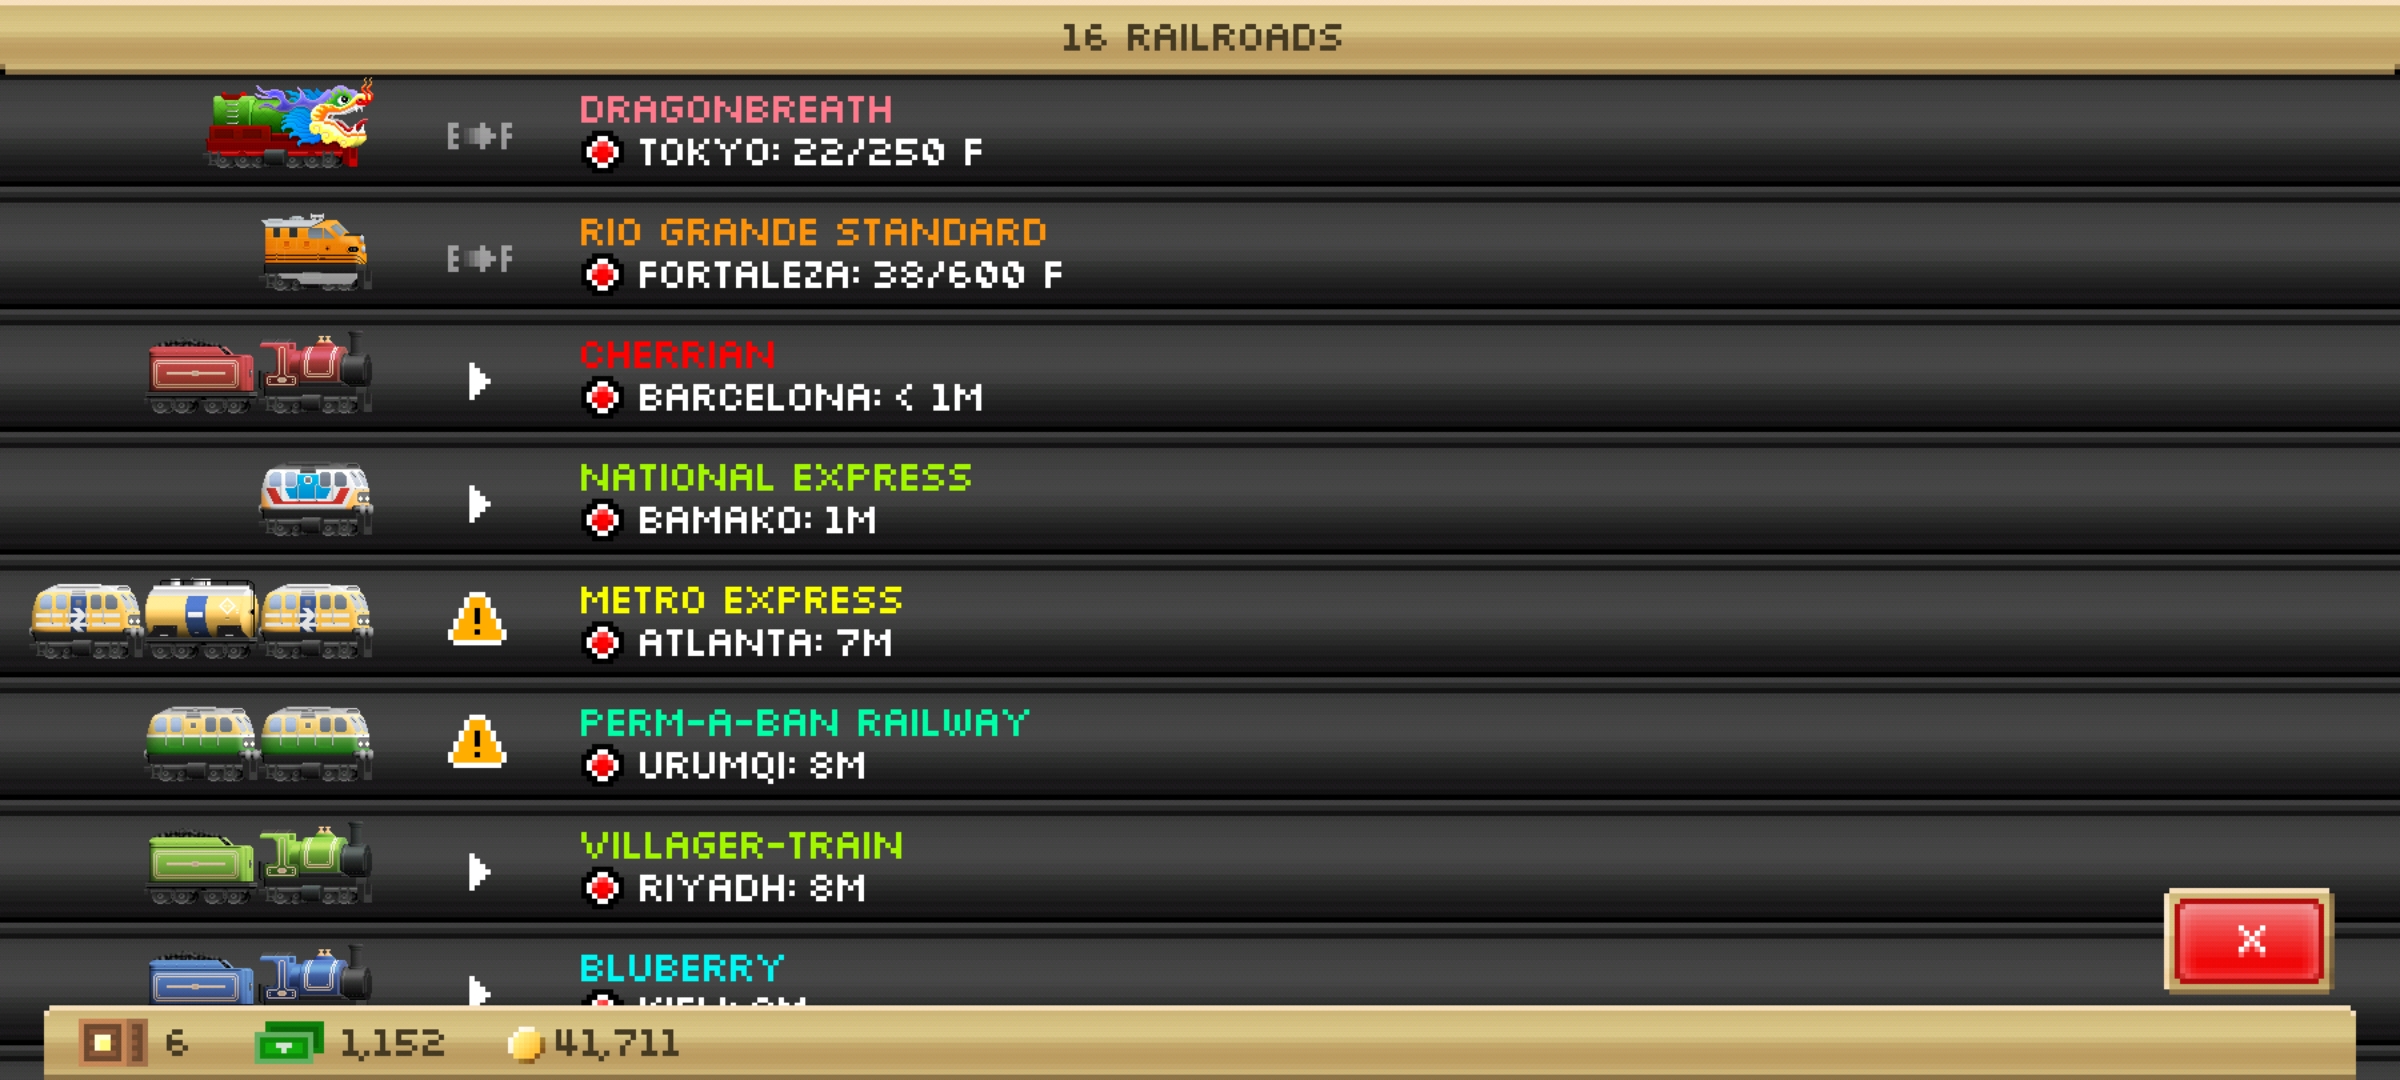 16 RAILROADS
E F
DRAGONBREATH
TOKYO: 22/250 F
E F
RIO GRANDE STANDARD
FORTALEZA: 38/600 F
CHERRIAN
BARCELONA: < 1M
NATIONAL EXPRESS
BAMAKO: 1M
METRO EXPRESS
ATLANTA: 7M
PERM-A-BAN RAILWAY
URUMQI: 8M
VILLAGER-TRAIN
RIYADH: 8M
BLUBERRY
X
6 1,152 41,711